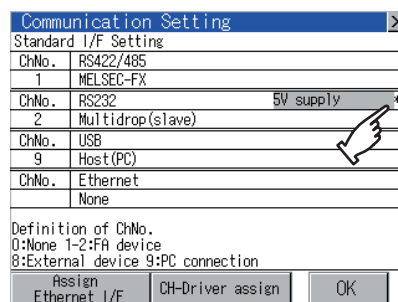 Communication Setting
Standard I/F Setting
ChNo. RS422/485
1 MELSEC-FX
ChNo. RS232 5V supply *
2 Multidrop(slave)
ChNo. USB
9 Host(PC)
ChNo. Ethernet
None
Definition of ChNo.
0:None 1-2:FA device
8:External device 9:PC connection
Assign
Ethernet I/F
CH-Driver assign
OK